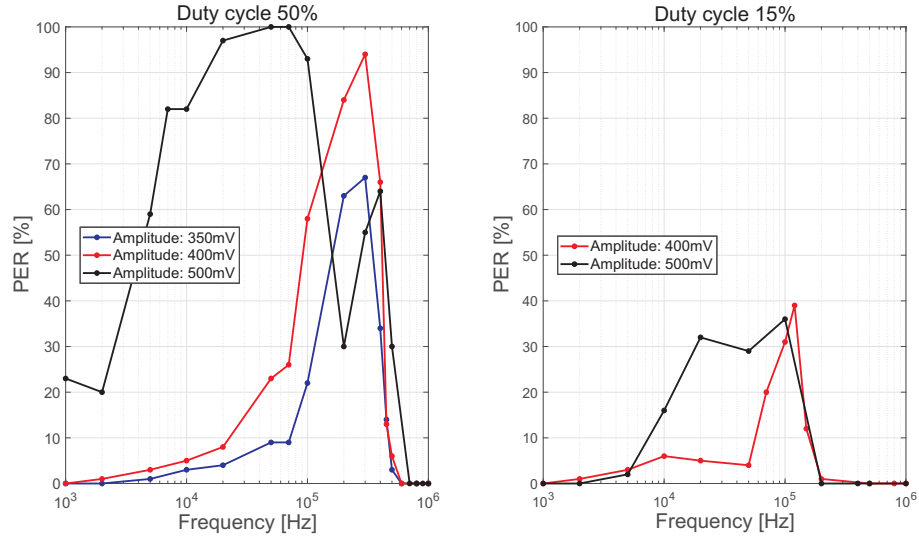 Duty cycle 50%
100
90
80
70
60
50
40
30
20
10
0
PER [%]
Amplitude: 350mV
Amplitude: 400mV
Amplitude: 500mV
10^3
10^4
10^5
10^6
Frequency [Hz]
Duty cycle 15%
100
90
80
70
60
50
40
30
20
10
0
PER [%]
Amplitude: 400mV
Amplitude: 500mV
10^3
10^4
10^5
10^6
Frequency [Hz]